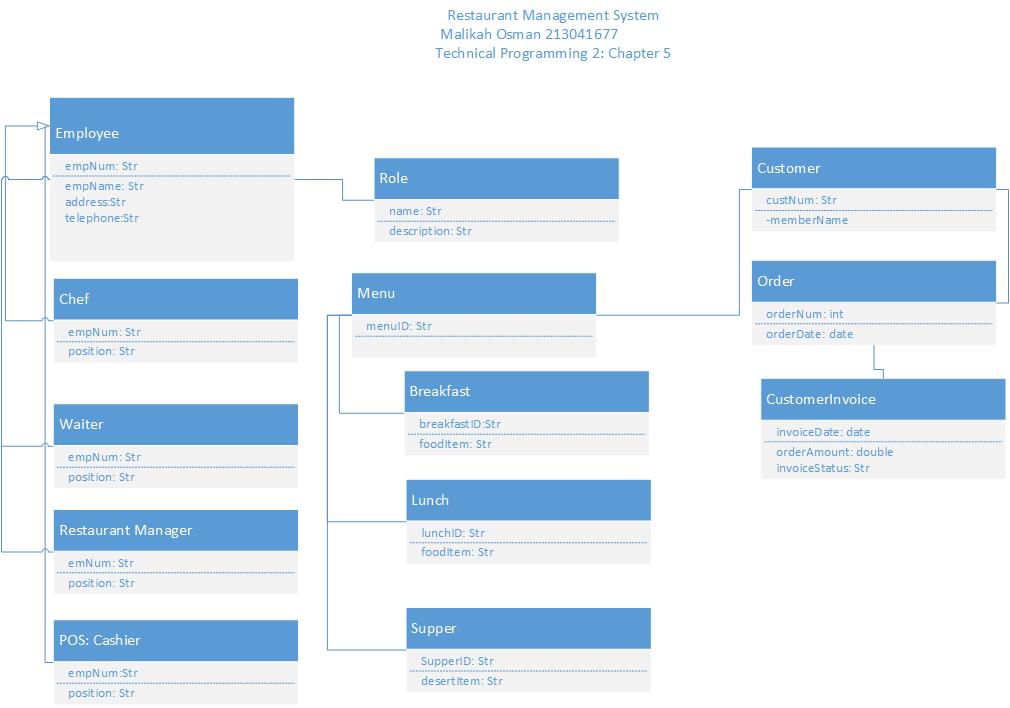 Restaurant Management System
Malikah Osman 213041677
Technical Programming 2: Chapter 5
Employee
empNum: Str
empName: Str
address:Str
telephone:Str
Role
name: Str
description: Str
Customer
custNum: Str
-memberName
Order
orderNum: int
orderDate: date
CustomerInvoice
invoiceDate: date
orderAmount: double
invoiceStatus: Str
Chef
empNum: Str
position: Str
Menu
menuID: Str
Breakfast
breakfastID:Str
foodItem: Str
Waiter
empNum: Str
position: Str
Lunch
lunchID: Str
foodItem: Str
Restaurant Manager
emNum: Str
position: Str
Supper
SupperID: Str
desertItem: Str
POS: Cashier
empNum:Str
position: Str